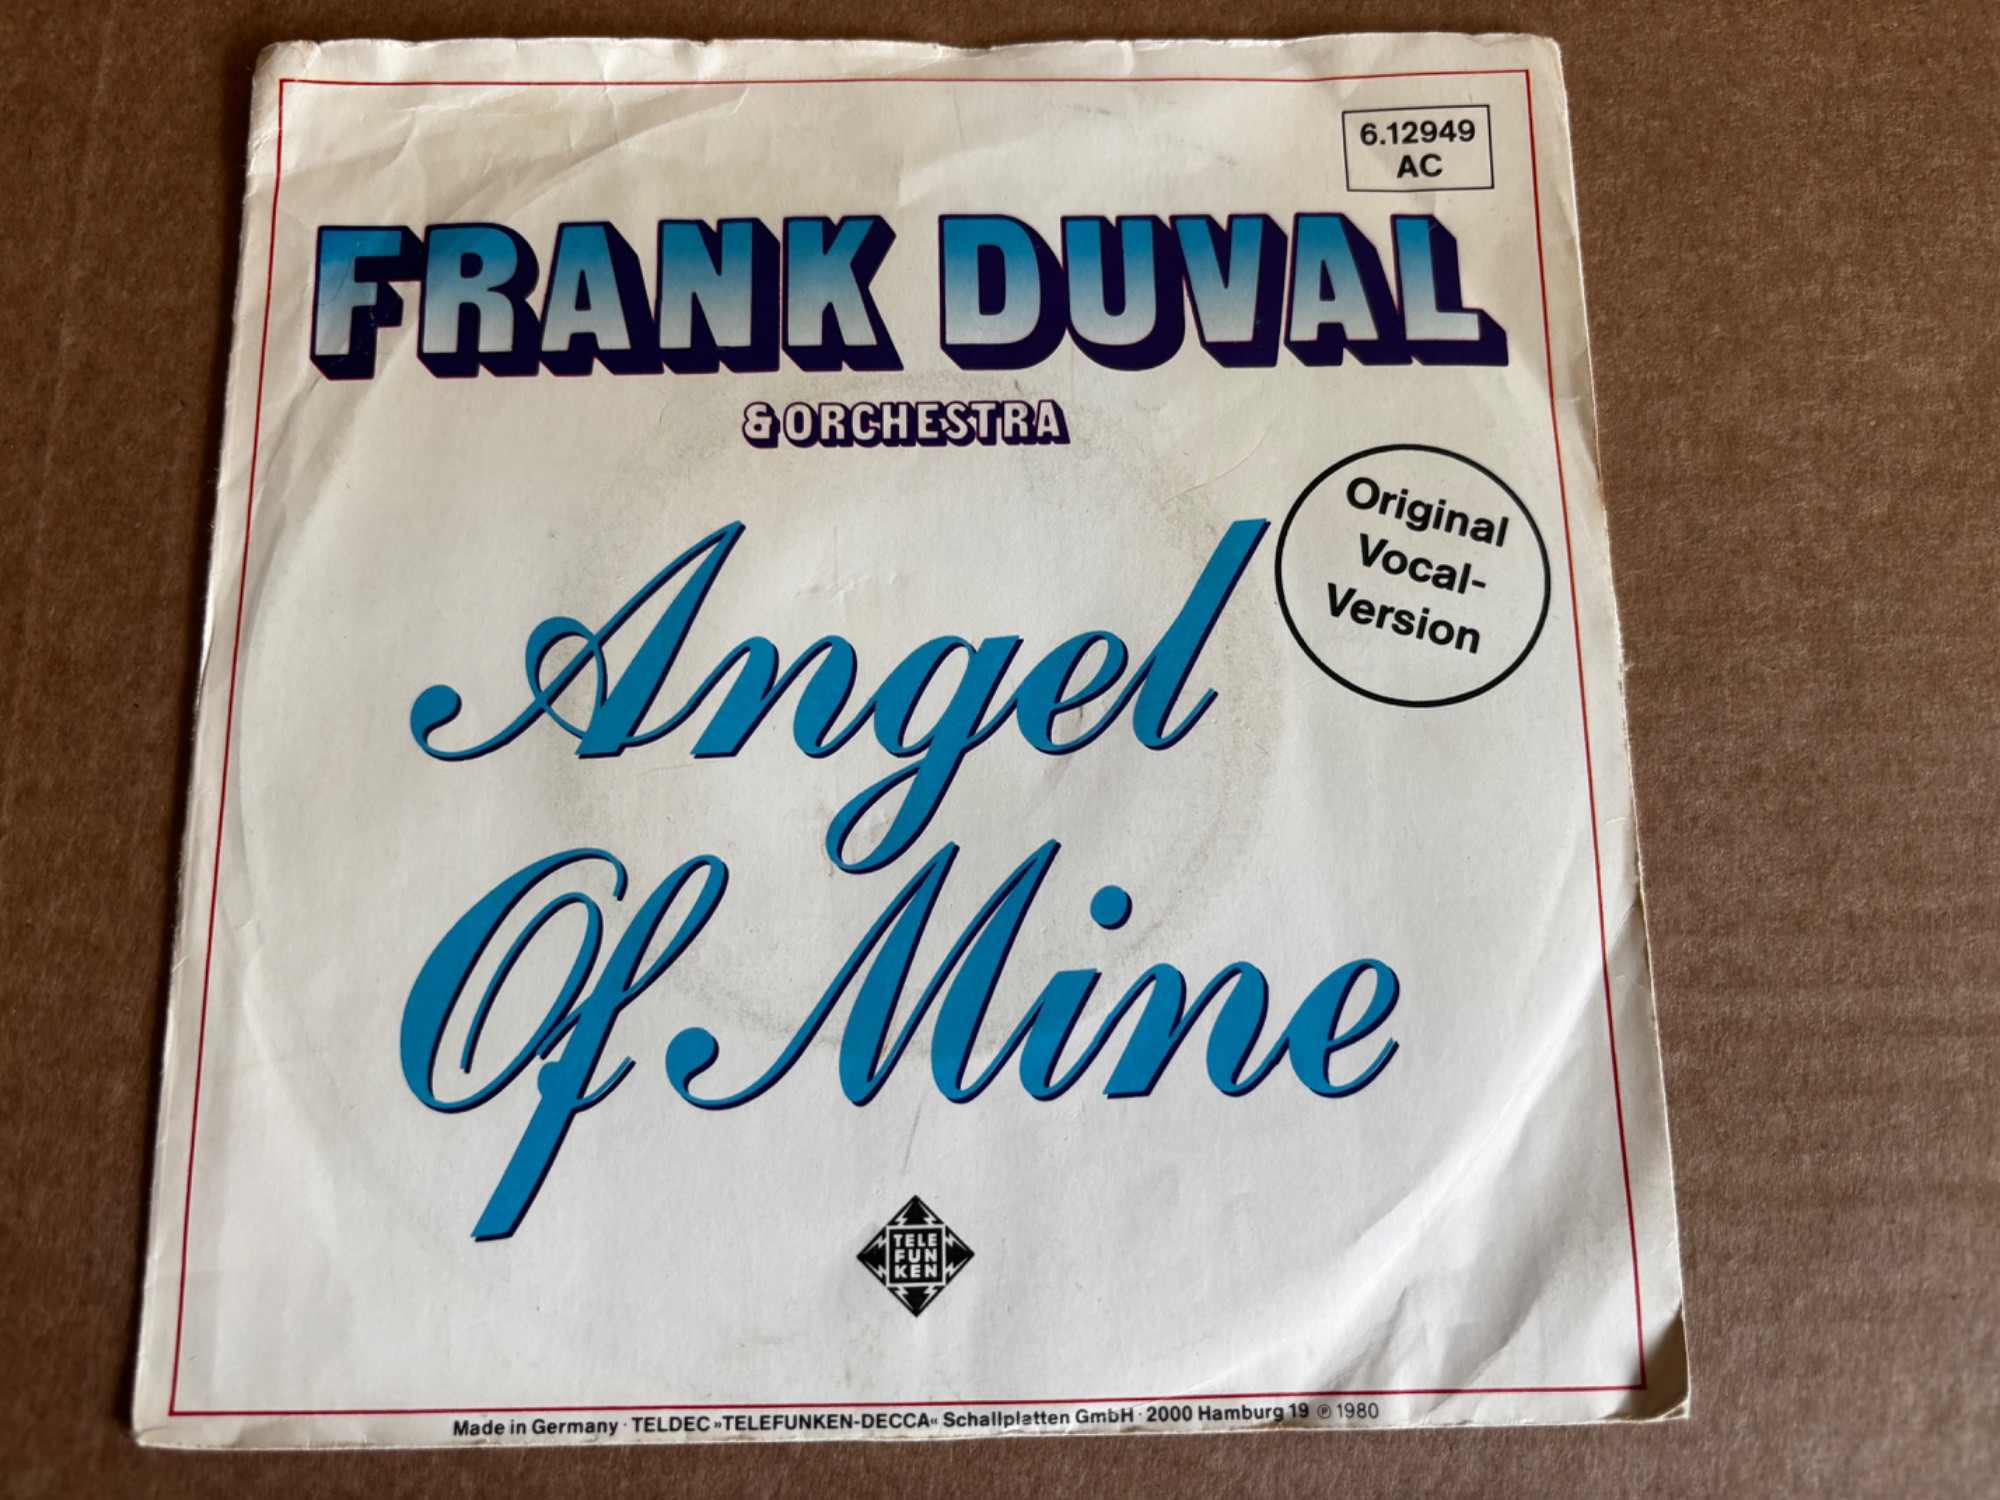 6.12949
AC
FRANK DUVAL
& ORCHESTRA
Original
Vocal-
Version
Angel
Of Mine
TELE
FUN
KEN
Made in Germany · TELDEC »TELEFUNKEN-DECCA« Schallplatten GmbH · 2000 Hamburg 19 ℗ 1980